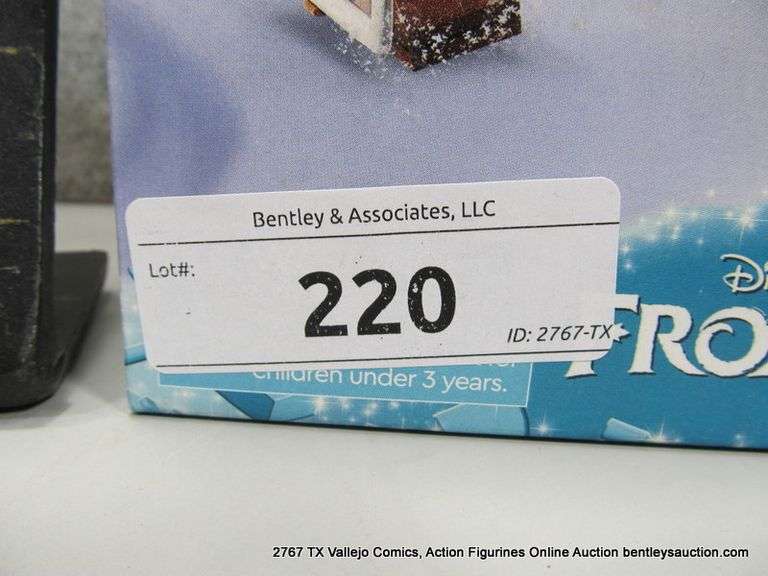 Bentley & Associates, LLC
Lot#:
220
ID: 2767-TX
children under 3 years.
2767 TX Vallejo Comics, Action Figurines Online Auction bentleysauction.com